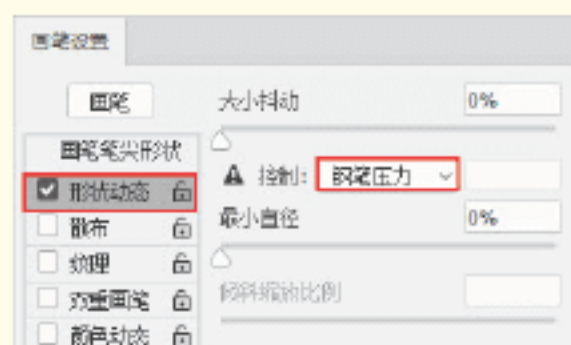 画笔设置
画笔
大小抖动 0%
画笔笔尖形状
控制: 钢笔压力
形状动态
最小直径 0%
散布
纹理
倾斜缩放比例
双重画笔
颜色动态